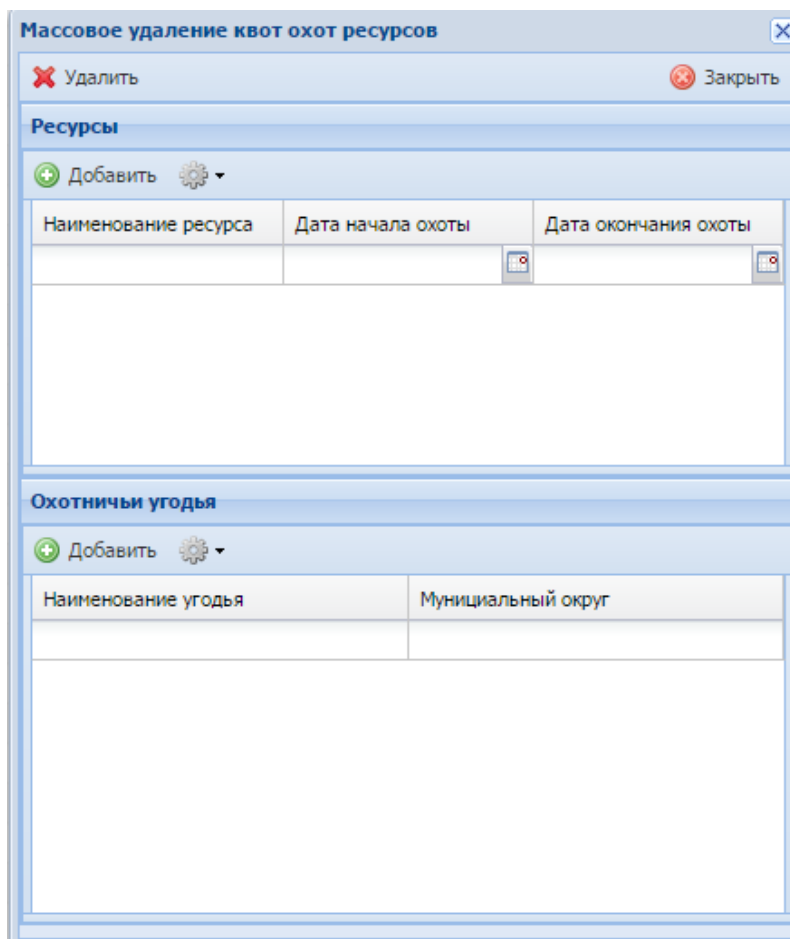 Массовое удаление квот охот ресурсов
Удалить Закрыть
Ресурсы
Добавить
Наименование ресурса Дата начала охоты Дата окончания охоты
Охотничьи угодья
Добавить
Наименование угодья Мунициальный округ